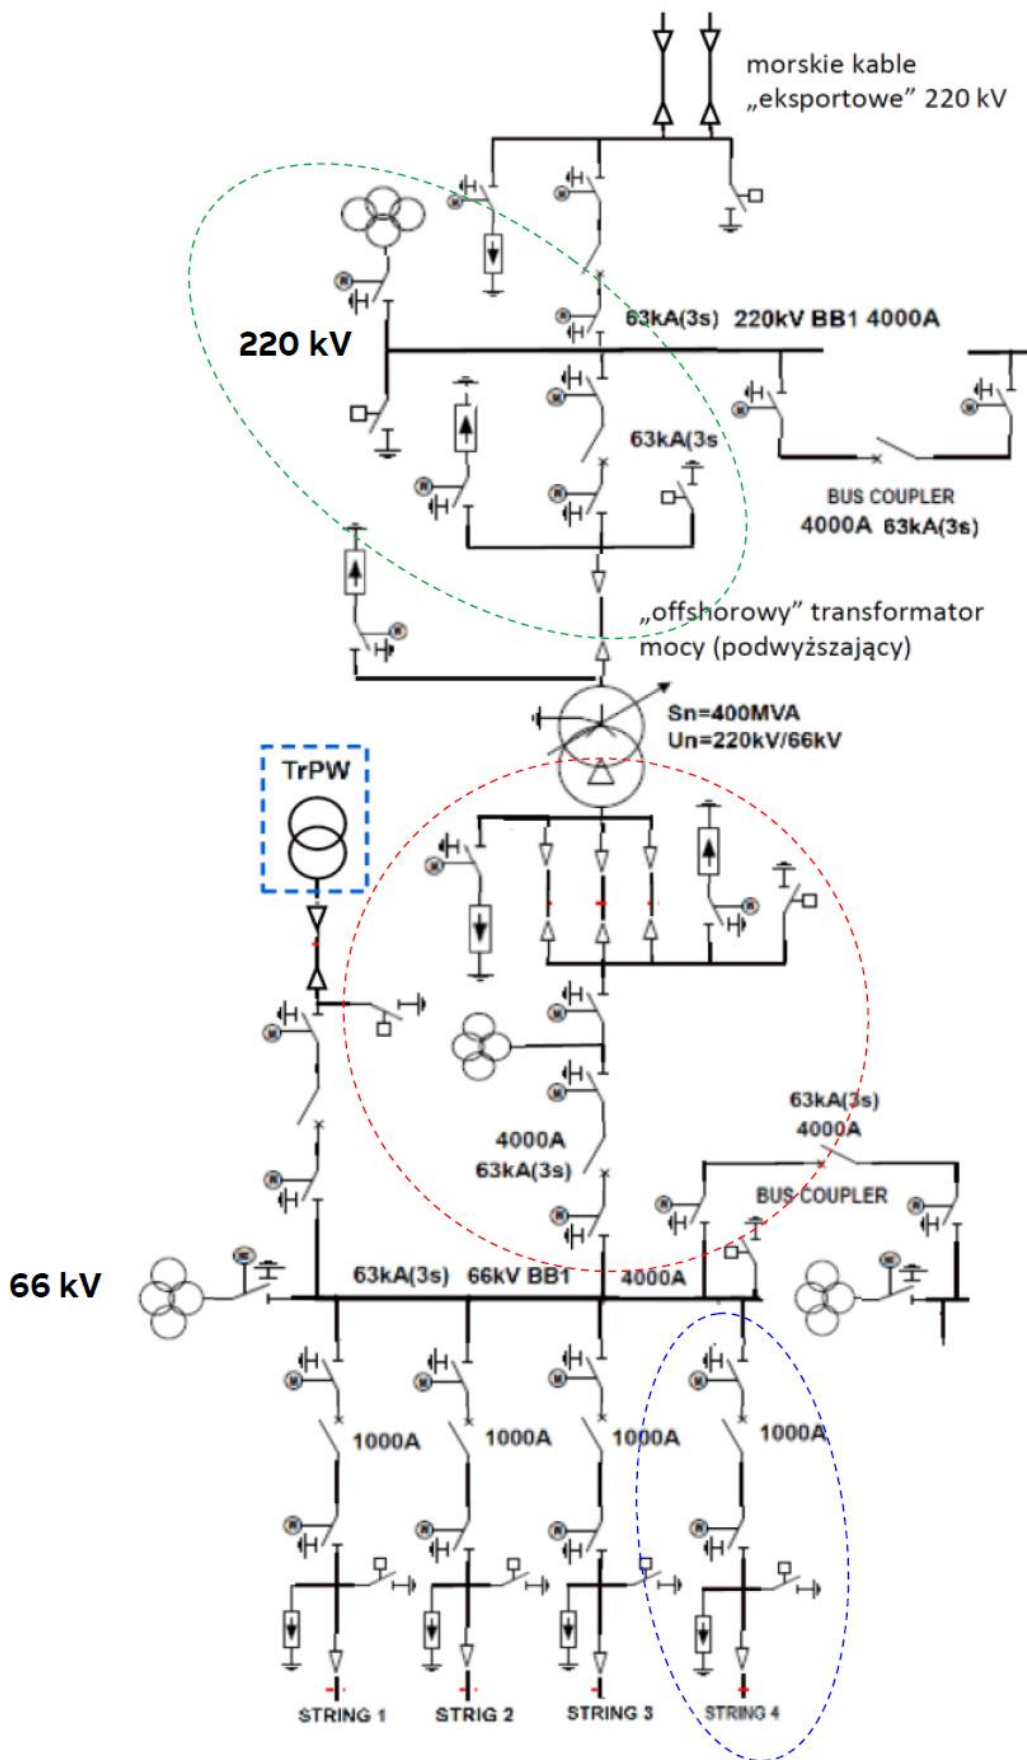 morskie kable
„eksportowe” 220 kV
63kA(3s) 220kV BB1 4000A
220 kV
63kA(3s
BUS COUPLER
4000A 63kA(3s)
„offshorowy” transformator
mocy (podwyższający)
Sn=400MVA
Un=220kV/66kV
TrPW
63kA(3s)
4000A
4000A
63kA(3s)
BUS COUPLER
66 kV
63kA(3s) 66kV BB1 4000A
1000A
1000A
1000A
1000A
STRING 1
STRIG 2
STRING 3
STRING 4